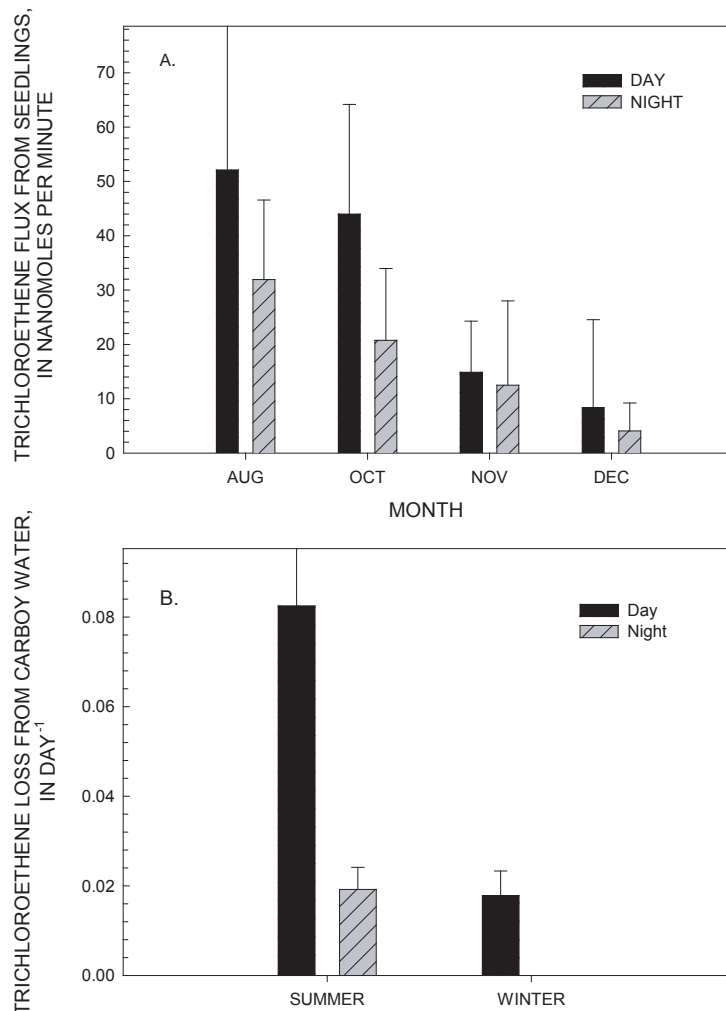 TRICHLOROETHENE FLUX FROM SEEDLINGS,
IN NANOMOLES PER MINUTE
A.
DAY
NIGHT
70
60
50
40
30
20
10
0
AUG
OCT
NOV
DEC
MONTH
TRICHLOROETHENE LOSS FROM CARBOY WATER,
IN DAY⁻¹
B.
Day
Night
0.08
0.06
0.04
0.02
0.00
SUMMER
WINTER